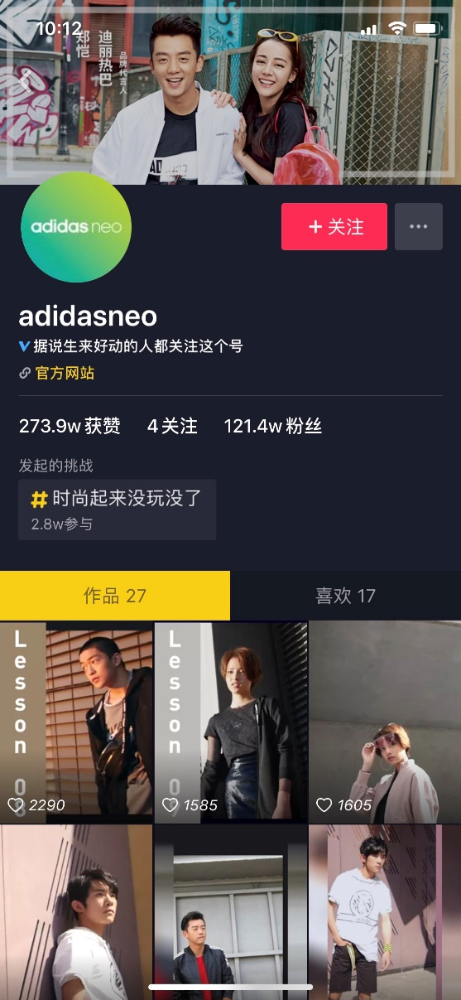 10:12
郑恺
迪丽热巴
品牌代言人
adidas neo
+ 关注
adidasneo
据说生来好动的人都关注这个号
官方网站
273.9w 获赞 4 关注 121.4w 粉丝
发起的挑战
#时尚起来没玩没了
2.8w参与
作品 27 喜欢 17
Lesson
Lesson
2290 1585 1605